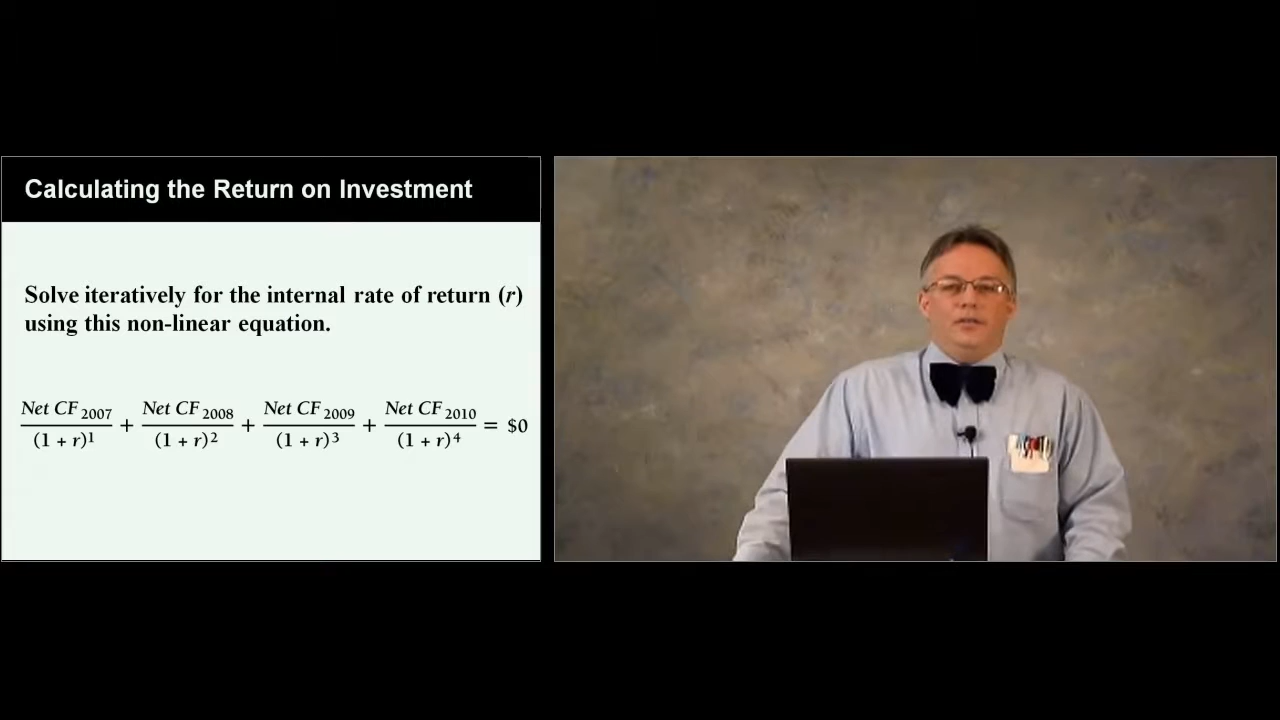 Calculating the Return on Investment
Solve iteratively for the internal rate of return (r)
using this non-linear equation.
Net CF 2007 / (1 + r)1 + Net CF 2008 / (1 + r)2 + Net CF 2009 / (1 + r)3 + Net CF 2010 / (1 + r)4 = $0